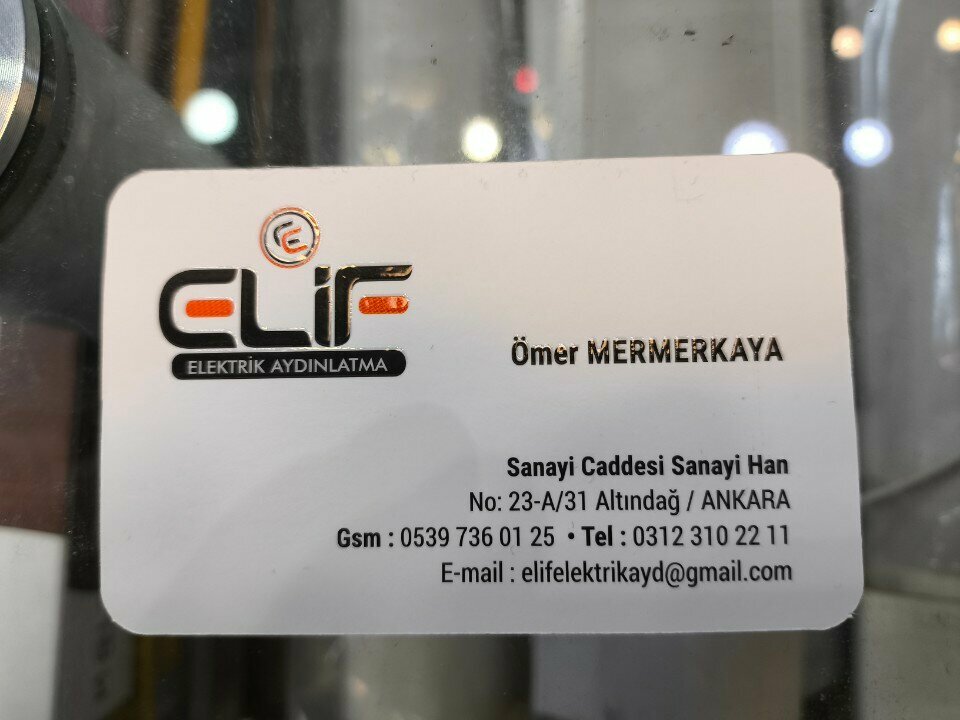 ELİF
ELEKTRİK AYDINLATMA
Ömer MERMERKAYA
Sanayi Caddesi Sanayi Han
No: 23-A/31 Altındağ / ANKARA
Gsm : 0539 736 01 25 • Tel : 0312 310 22 11
E-mail : elifelektrikayd@gmail.com